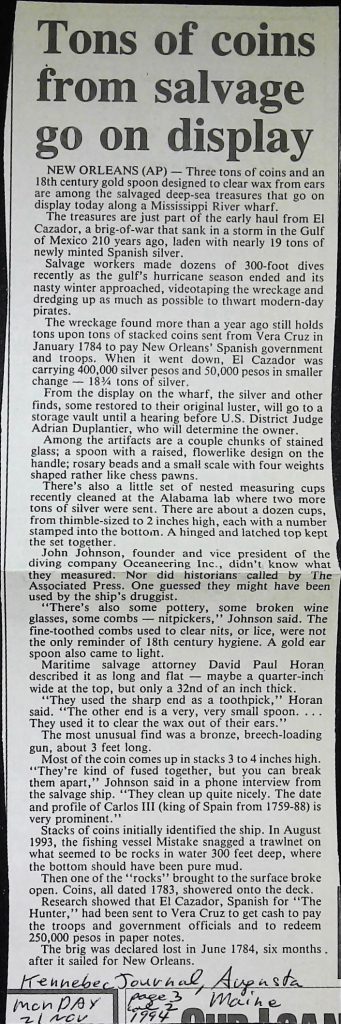 Tons of coins
from salvage
go on display
NEW ORLEANS (AP) — Three tons of coins and an
18th century gold spoon designed to clear wax from ears
are among the salvaged deep-sea treasures that go on
display today along a Mississippi River wharf.
The treasures are just part of the early haul from El
Cazador, a brig-of-war that sank in a storm in the Gulf
of Mexico 210 years ago, laden with nearly 19 tons of
newly minted Spanish silver.
Salvage workers made dozens of 300-foot dives
recently as the gulf's hurricane season ended and its
nasty winter approached, videotaping the wreckage and
dredging up as much as possible to thwart modern-day
pirates.
The wreckage found more than a year ago still holds
tons upon tons of stacked coins sent from Vera Cruz in
January 1784 to pay New Orleans' Spanish government
and troops. When it went down, El Cazador was
carrying 400,000 silver pesos and 50,000 pesos in smaller
change — 18¾ tons of silver.
From the display on the wharf, the silver and other
finds, some restored to their original luster, will go to a
storage vault until a hearing before U.S. District Judge
Adrian Duplantier, who will determine the owner.
Among the artifacts are a couple chunks of stained
glass; a spoon with a raised, flowerlike design on the
handle; rosary beads and a small scale with four weights
shaped rather like chess pawns.
There's also a little set of nested measuring cups
recently cleaned at the Alabama lab where two more
tons of silver were sent. There are about a dozen cups,
from thimble-sized to 2 inches high, each with a number
stamped into the bottom. A hinged and latched top kept
the set together.
John Johnson, founder and vice president of the
diving company Oceaneering Inc., didn't know what
they measured. Nor did historians called by The
Associated Press. One guessed they might have been
used by the ship's druggist.
"There's also some pottery, some broken wine
glasses, some combs — nitpickers," Johnson said. The
fine-toothed combs used to clear nits, or lice, were not
the only reminder of 18th century hygiene. A gold ear
spoon also came to light.
Maritime salvage attorney David Paul Horan
described it as long and flat — maybe a quarter-inch
wide at the top, but only a 32nd of an inch thick.
"They used the sharp end as a toothpick," Horan
said. "The other end is a very, very small spoon. . . .
They used it to clear the wax out of their ears."
The most unusual find was a bronze, breech-loading
gun, about 3 feet long.
Most of the coin comes up in stacks 3 to 4 inches high.
"They're kind of fused together, but you can break
them apart," Johnson said in a phone interview from
the salvage ship. "They clean up quite nicely. The date
and profile of Carlos III (king of Spain from 1759-88) is
very prominent."
Stacks of coins initially identified the ship. In August
1993, the fishing vessel Mistake snagged a trawlnet on
what seemed to be rocks in water 300 feet deep, where
the bottom should have been pure mud.
Then one of the "rocks" brought to the surface broke
open. Coins, all dated 1783, showered onto the deck.
Research showed that El Cazador, Spanish for "The
Hunter," had been sent to Vera Cruz to get cash to pay
the troops and government officials and to redeem
250,000 pesos in paper notes.
The brig was declared lost in June 1784, six months
after it sailed for New Orleans.
Kennebec Journal, Augusta
Maine
page 3
MONDAY
21 NOV
1994
OUR LOAN